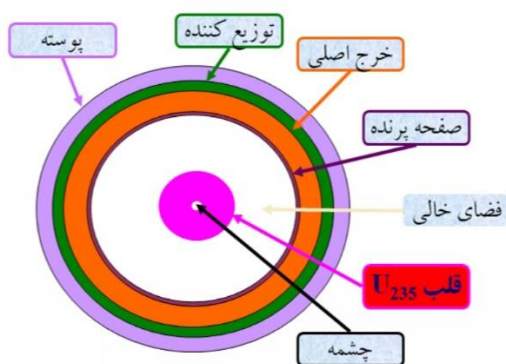 توزیع کننده
پوسته
خرج اصلی
صفحه پرنده
فضای خالی
قلب U235
چشمه